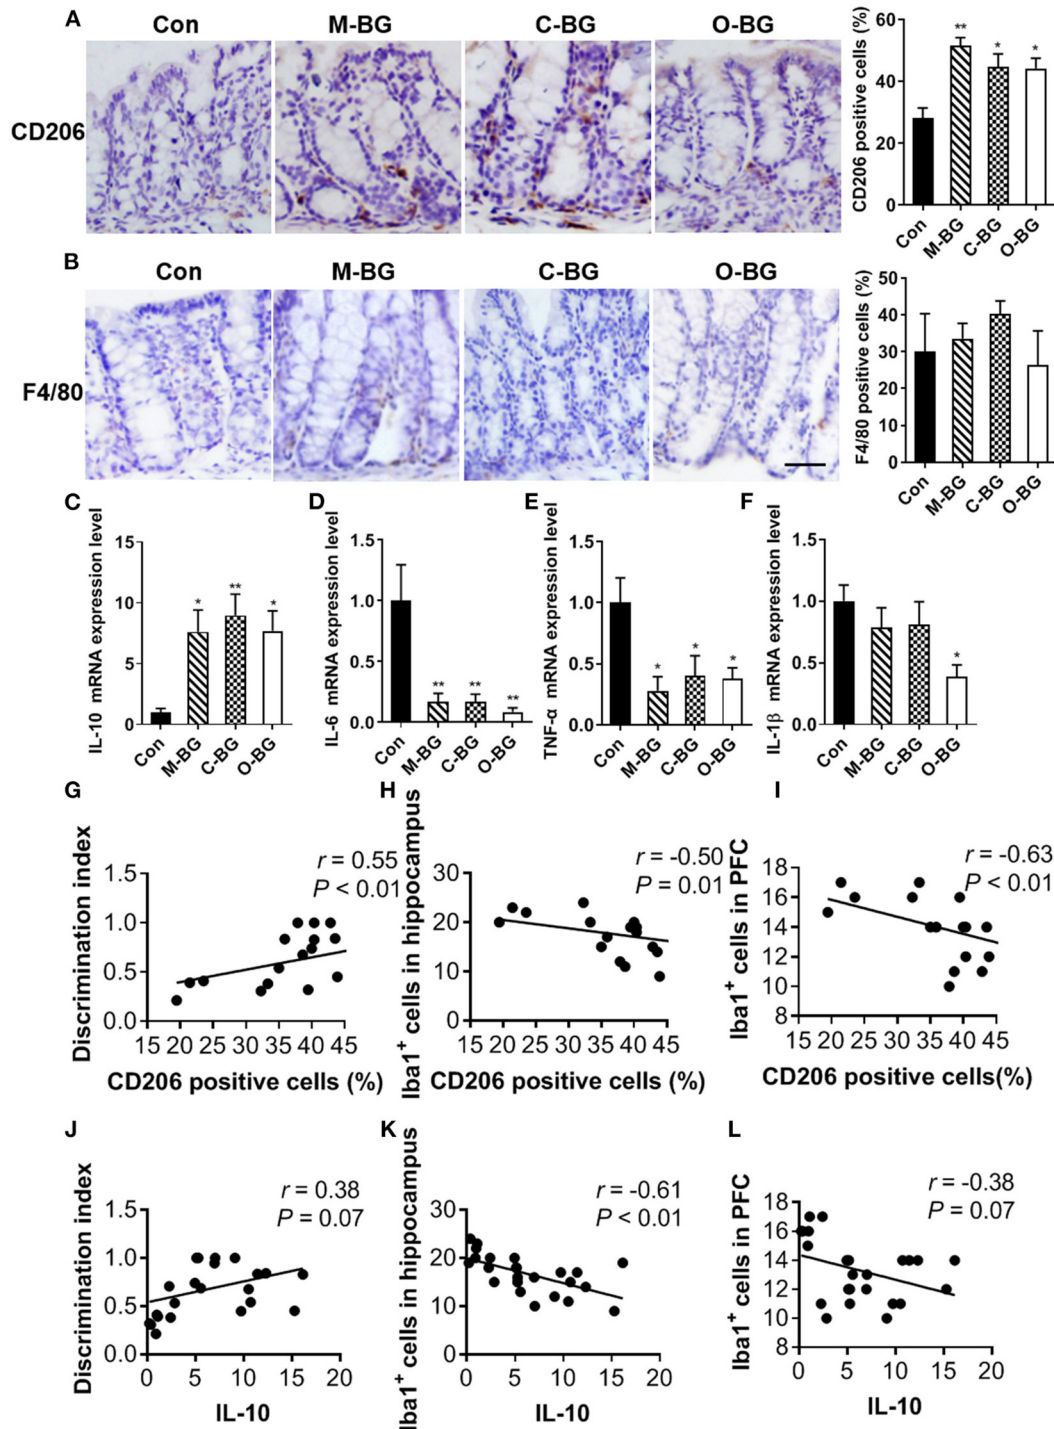 A
Con
M-BG
C-BG
O-BG
CD206
CD206 positive cells (%)
60
40
20
0
**
*
*
Con
M-BG
C-BG
O-BG
B
Con
M-BG
C-BG
O-BG
F4/80
F4/80 positive cells (%)
50
40
30
20
10
0
Con
M-BG
C-BG
O-BG
C
IL-10 mRNA expression level
15
10
5
0
*
**
*
Con
M-BG
C-BG
O-BG
D
IL-6 mRNA expression level
1.5
1.0
0.5
0.0
**
**
**
Con
M-BG
C-BG
O-BG
E
TNF-α mRNA expression level
1.5
1.0
0.5
0.0
*
*
*
Con
M-BG
C-BG
O-BG
F
IL-1β mRNA expression level
1.5
1.0
0.5
0.0
*
Con
M-BG
C-BG
O-BG
G
Discrimination index
r = 0.55
P < 0.01
1.5
1.0
0.5
0.0
15 20 25 30 35 40 45
CD206 positive cells (%)
H
Iba1+ cells in hippocampus
r = -0.50
P = 0.01
30
20
10
0
15 20 25 30 35 40 45
CD206 positive cells (%)
I
Iba1+ cells in PFC
r = -0.63
P < 0.01
18
16
14
12
10
8
15 20 25 30 35 40 45
CD206 positive cells(%)
J
Discrimination index
r = 0.38
P = 0.07
1.5
1.0
0.5
0.0
0 5 10 15 20
IL-10
K
Iba1+ cells in hippocampus
r = -0.61
P < 0.01
30
20
10
0
0 5 10 15 20
IL-10
L
Iba1+ cells in PFC
r = -0.38
P = 0.07
18
16
14
12
10
8
0 5 10 15 20
IL-10